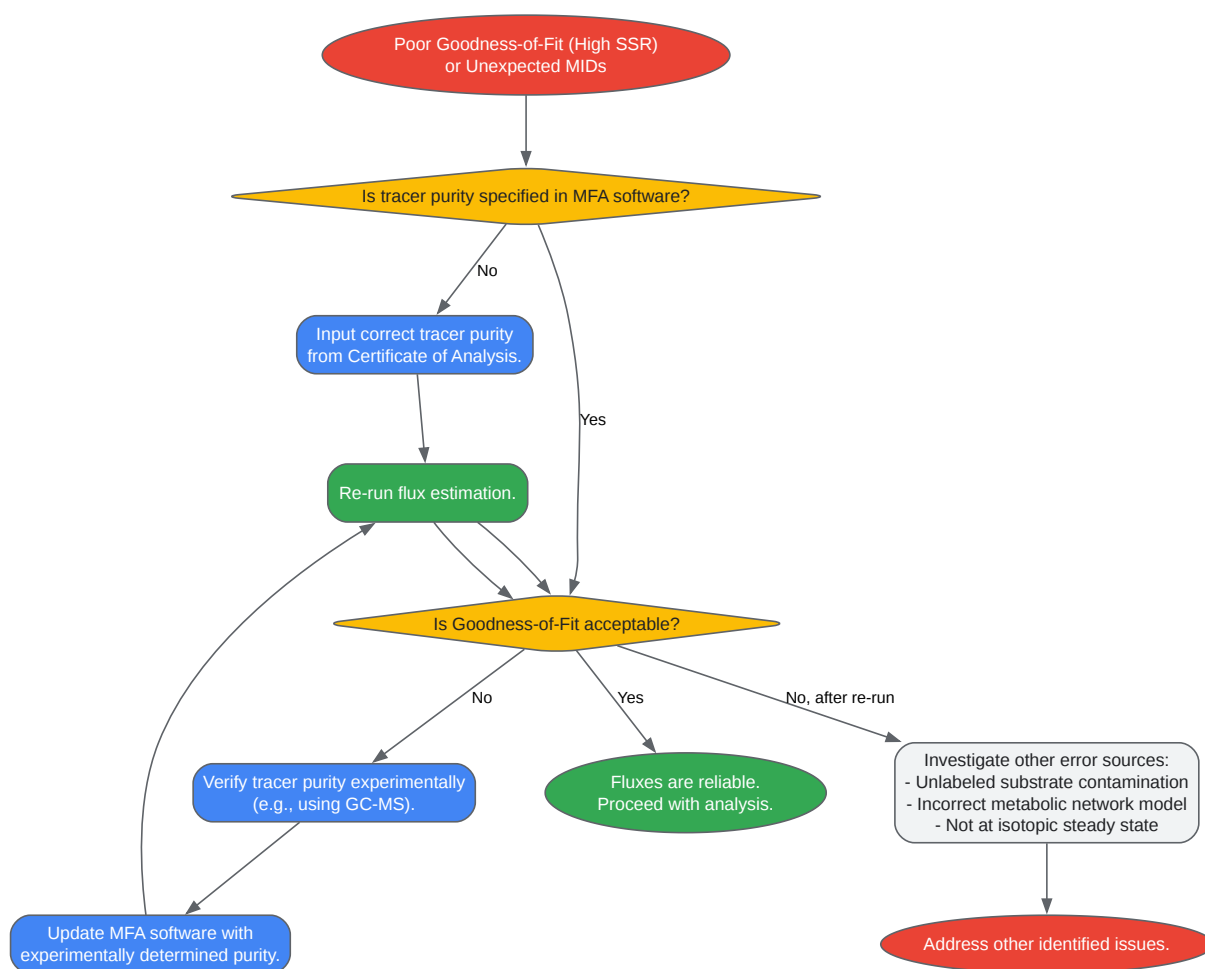 Poor Goodness-of-Fit (High SSR)
or Unexpected MIDs
Is tracer purity specified in MFA software?
No
Input correct tracer purity
from Certificate of Analysis.
Yes
Re-run flux estimation.
Is Goodness-of-Fit acceptable?
No
Yes
No, after re-run
Verify tracer purity experimentally
(e.g., using GC-MS).
Fluxes are reliable.
Proceed with analysis.
Investigate other error sources:
- Unlabeled substrate contamination
- Incorrect metabolic network model
- Not at isotopic steady state
Update MFA software with
experimentally determined purity.
Address other identified issues.